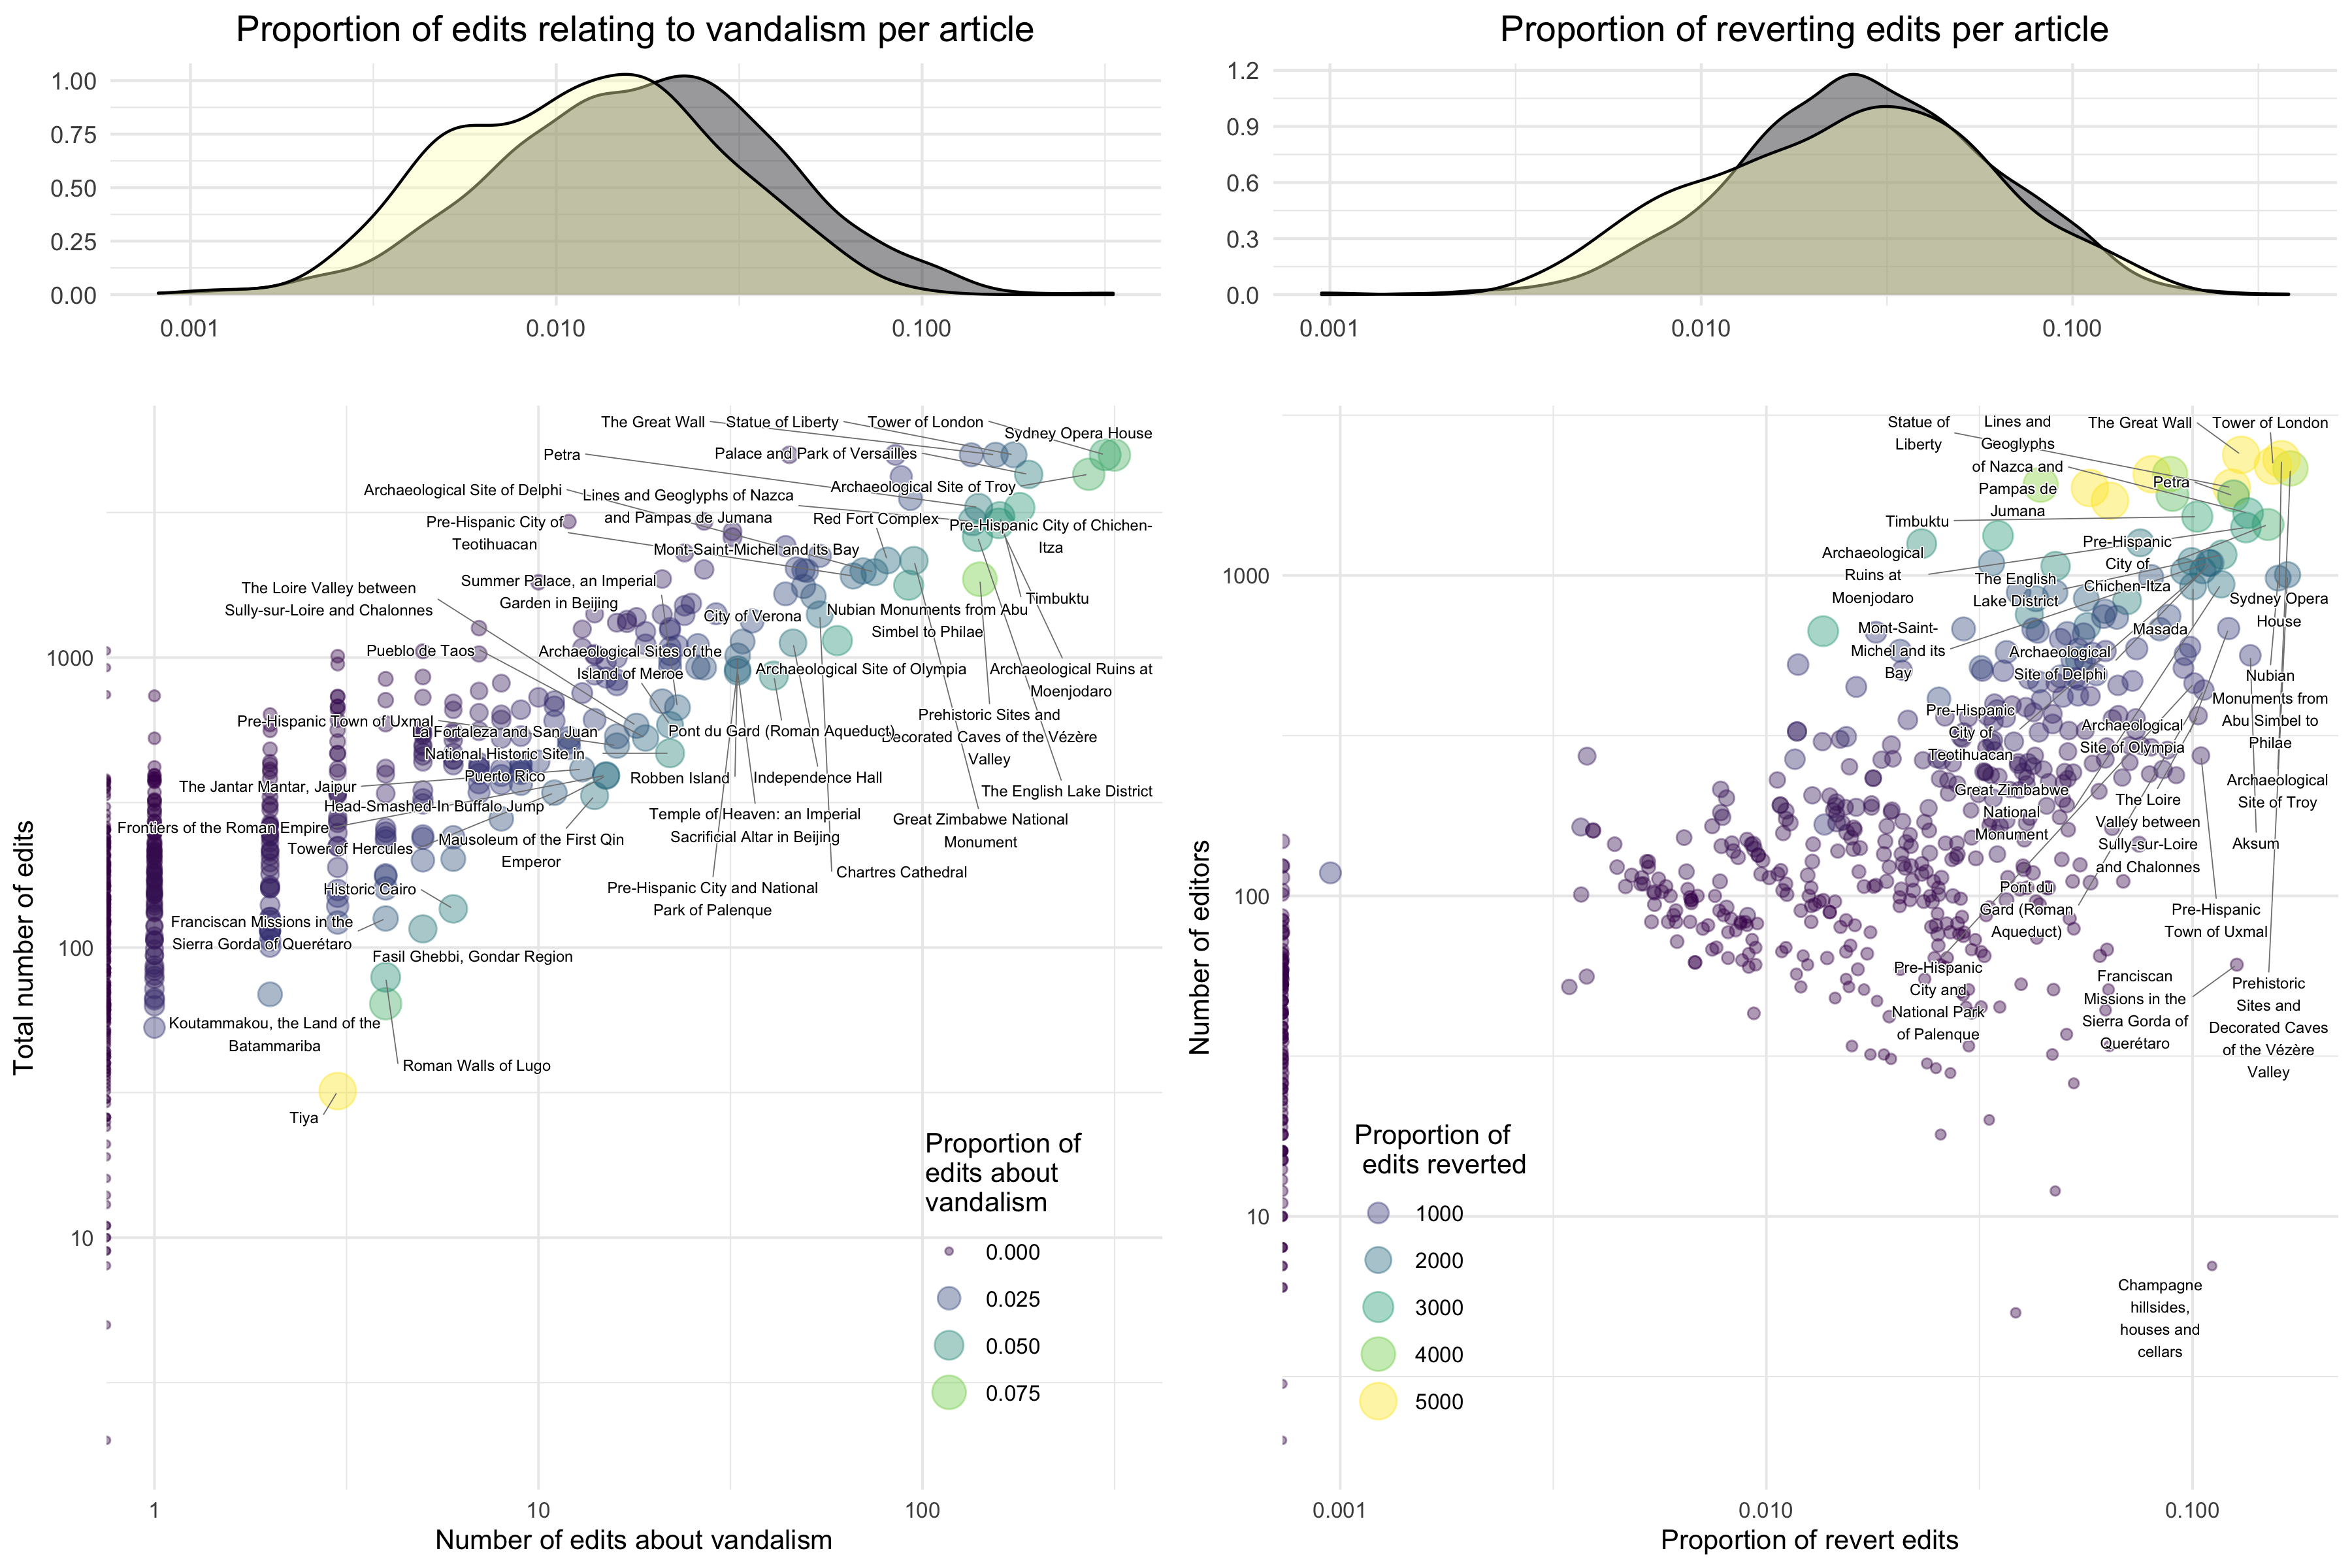 Proportion of edits relating to vandalism per article
1.00
0.75
0.50
0.25
0.00
0.001
0.010
0.100
Proportion of reverting edits per article
1.2
0.9
0.6
0.3
0.0
0.001
0.010
0.100
The Great Wall
Statue of Liberty
Tower of London
Sydney Opera House
Petra
Palace and Park of Versailles
Archaeological Site of Delphi
Archaeological Site of Troy
Lines and Geoglyphs of Nazca
and Pampas de Jumana
Pre-Hispanic City of
Teotihuacan
Red Fort Complex
Pre-Hispanic City of Chichen-
Itza
Mont-Saint-Michel and its Bay
The Loire Valley between
Sully-sur-Loire and Chalonnes
Summer Palace, an Imperial
Garden in Beijing
Timbuktu
City of Verona
Nubian Monuments from Abu
Simbel to Philae
Pueblo de Taos
Archaeological Sites of the
Island of Meroe
Archaeological Site of Olympia
Archaeological Ruins at
Moenjodaro
Pre-Hispanic Town of Uxmal
La Fortaleza and San Juan
National Historic Site in
Puerto Rico
Pont du Gard (Roman Aqueduct)
Prehistoric Sites and
Decorated Caves of the Vézère
Valley
The Jantar Mantar, Jaipur
Robben Island
Independence Hall
The English Lake District
Head-Smashed-In Buffalo Jump
Frontiers of the Roman Empire
Temple of Heaven: an Imperial
Sacrificial Altar in Beijing
Great Zimbabwe National
Monument
Tower of Hercules
Mausoleum of the First Qin
Emperor
Chartres Cathedral
Historic Cairo
Pre-Hispanic City and National
Park of Palenque
Franciscan Missions in the
Sierra Gorda of Querétaro
Fasil Ghebbi, Gondar Region
Koutammakou, the Land of the
Batammariba
Roman Walls of Lugo
Tiya
Total number of edits
1000
100
10
1
10
100
Number of edits about vandalism
Proportion of
edits about
vandalism
0.000
0.025
0.050
0.075
Statue of
Liberty
Lines and
Geoglyphs
of Nazca and
Pampas de
Jumana
The Great Wall
Tower of London
Petra
Timbuktu
Archaeological
Ruins at
Moenjodaro
Pre-Hispanic
City of
Chichen-Itza
The English
Lake District
Sydney Opera
House
Mont-Saint-
Michel and its
Bay
Masada
Archaeological
Site of Delphi
Nubian
Monuments from
Abu Simbel to
Philae
Pre-Hispanic
City of
Teotihuacan
Archaeological
Site of Olympia
Archaeological
Site of Troy
Great Zimbabwe
National
Monument
The Loire
Valley between
Sully-sur-Loire
and Chalonnes
Aksum
Pont du
Gard (Roman
Aqueduct)
Pre-Hispanic
Town of Uxmal
Pre-Hispanic
City and
National Park
of Palenque
Franciscan
Missions in the
Sierra Gorda of
Querétaro
Prehistoric
Sites and
Decorated Caves
of the Vézère
Valley
Champagne
hillsides,
houses and
cellars
Number of editors
1000
100
10
0.001
0.010
0.100
Proportion of revert edits
Proportion of
edits reverted
1000
2000
3000
4000
5000